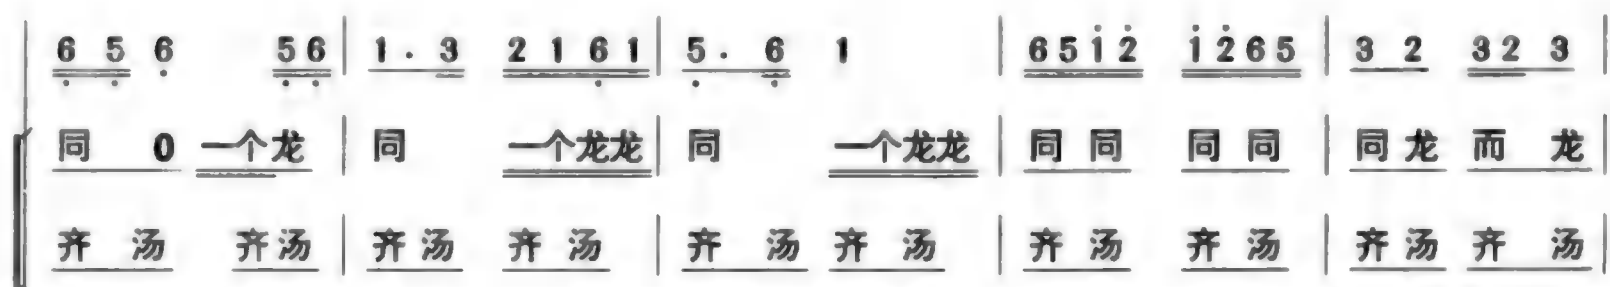 6 5 6 5 6 | 1 . 3 2 1 6 1 | 5 . 6 1 | 6 5 1 2 1 2 6 5 | 3 2 3 2 3
同 0 一个龙 | 同 一个龙龙 | 同 一个龙龙 | 同 同 同 同 | 同 龙 而 龙 |
齐 汤 齐 汤 | 齐 汤 齐 汤 | 齐 汤 齐 汤 | 齐 汤 齐 汤 | 齐 汤 齐 汤 |